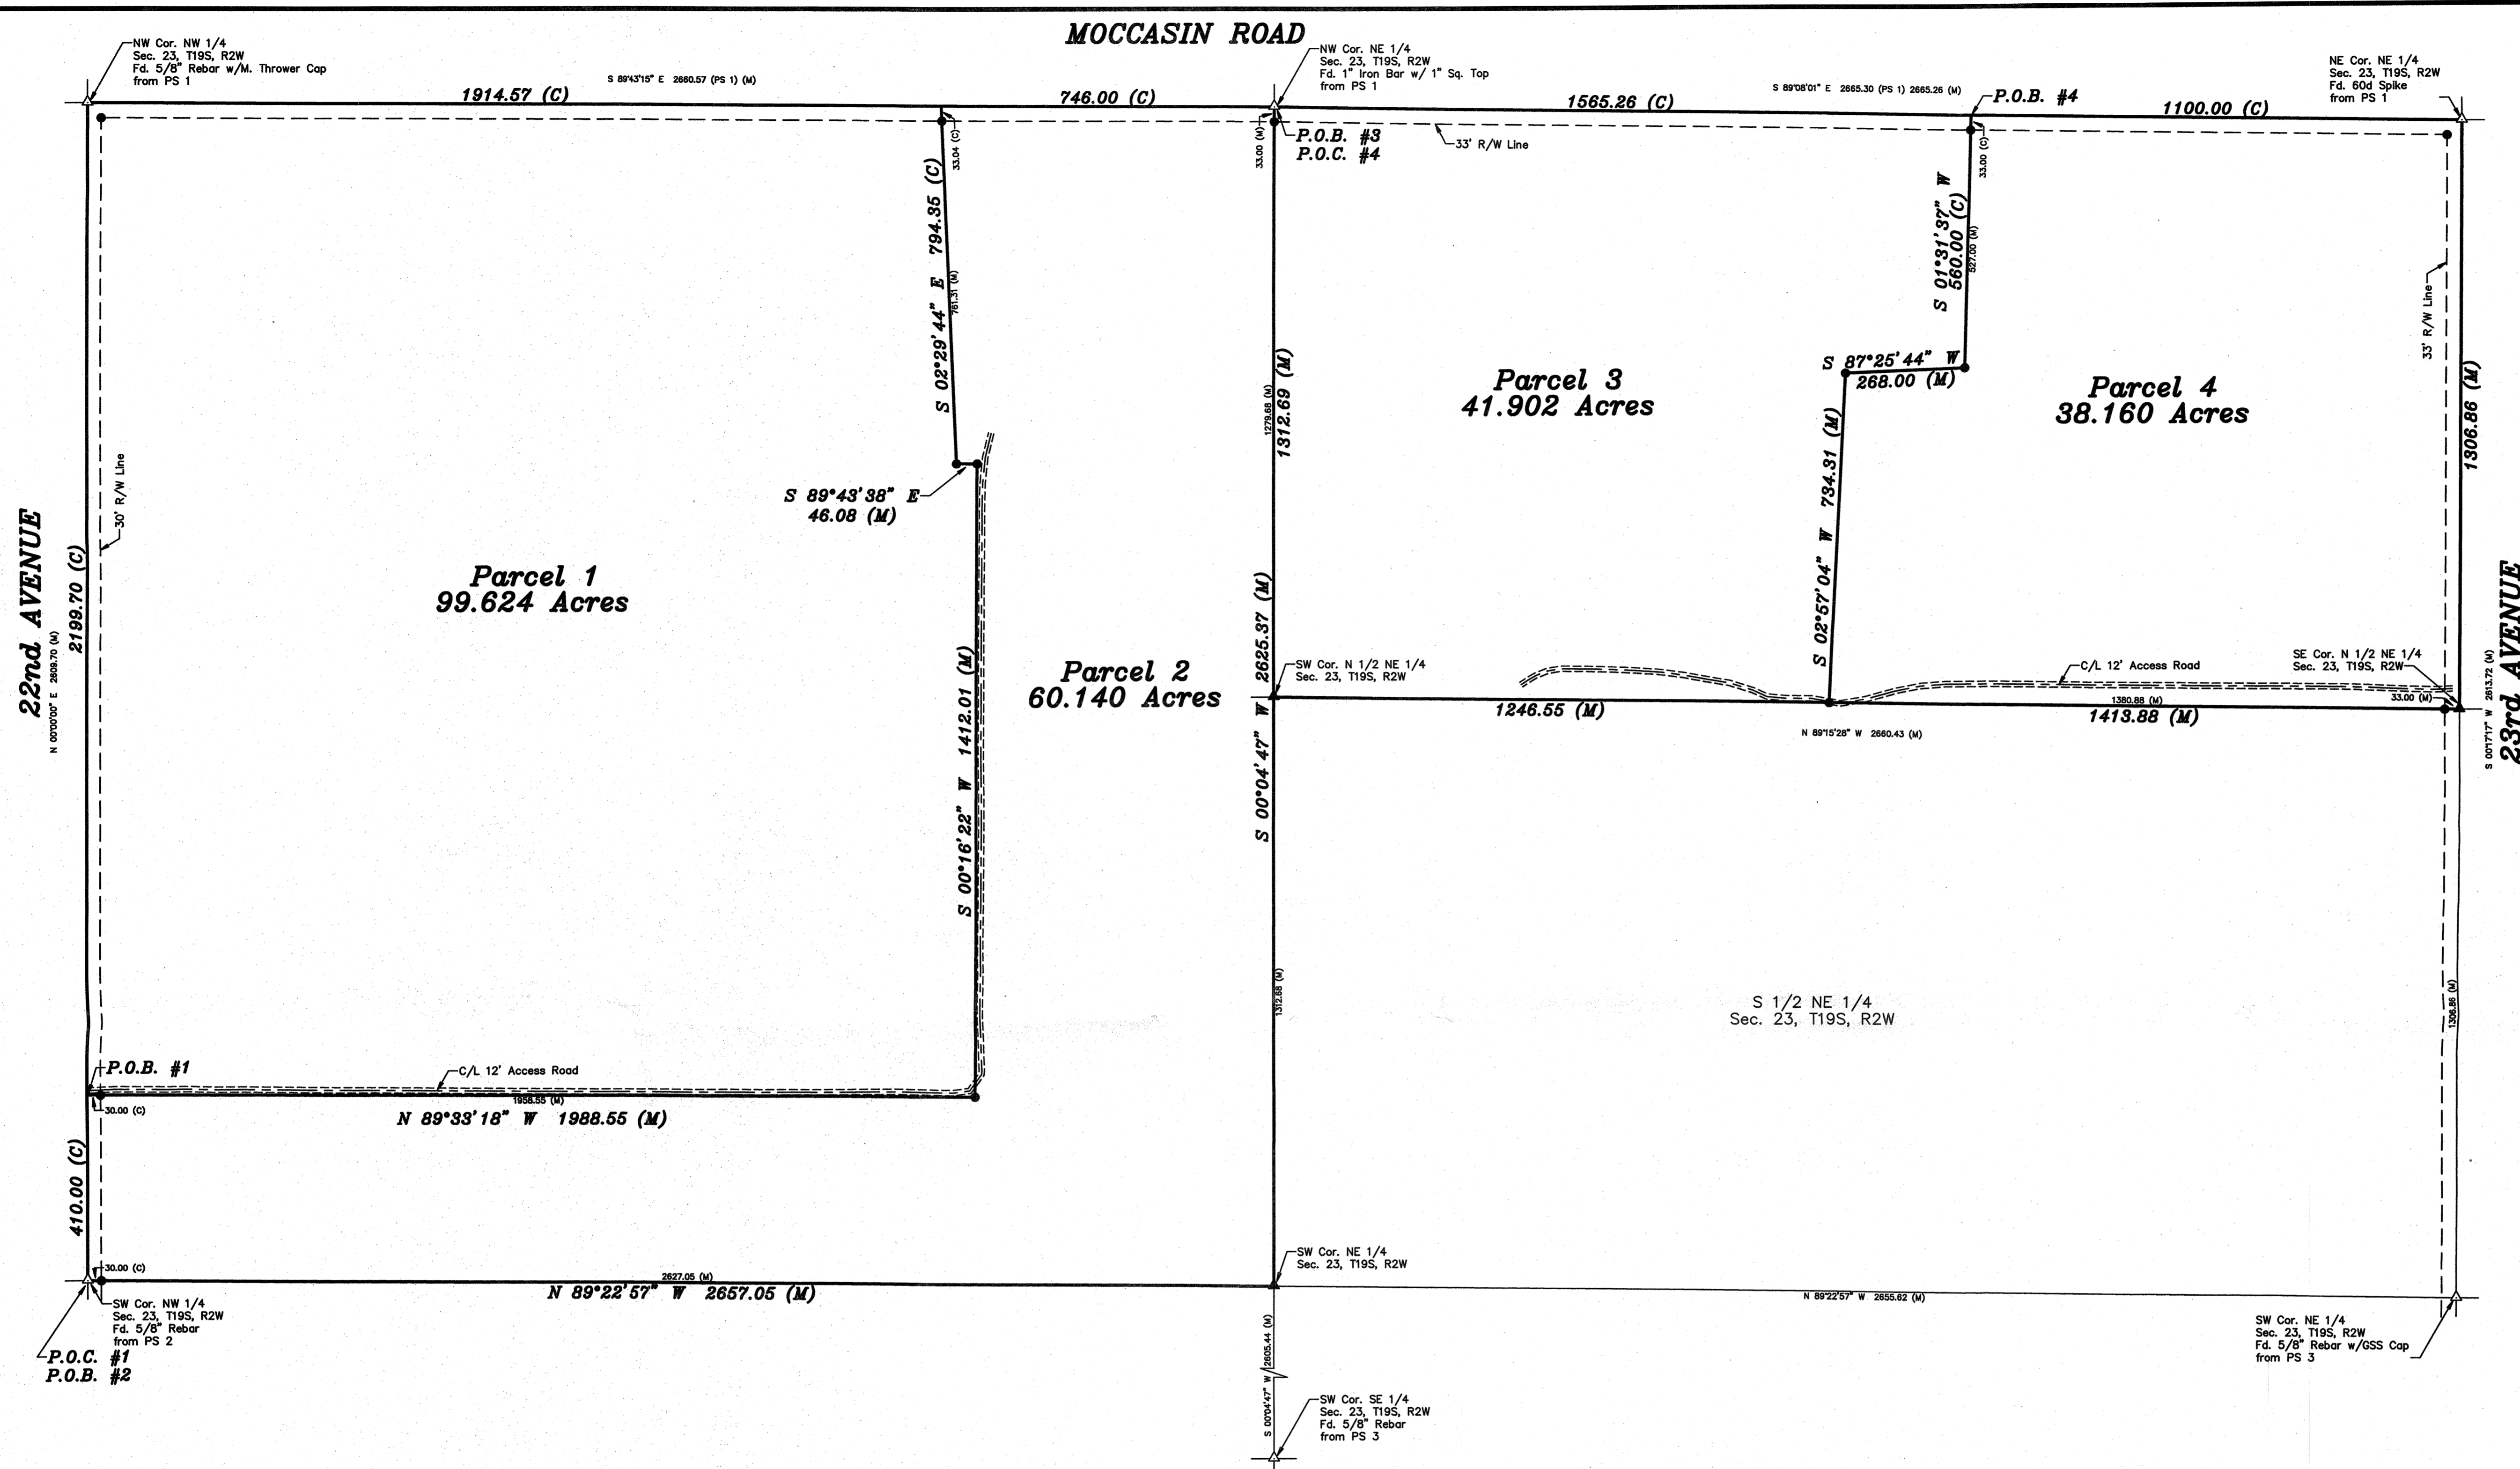 MOCCASIN ROAD
NW Cor. NW 1/4
Sec. 23, T19S, R2W
Fd. 5/8" Rebar w/M. Thrower Cap
from PS 1
S 89°43'15" E 2660.57 (PS 1) (M)
1914.57 (C)
746.00 (C)
NW Cor. NE 1/4
Sec. 23, T19S, R2W
Fd. 1" Iron Bar w/ 1" Sq. Top
from PS 1
1565.26 (C)
S 89°08'01" E 2665.30 (PS 1) 2665.26 (M)
P.O.B. #4
1100.00 (C)
NE Cor. NE 1/4
Sec. 23, T19S, R2W
Fd. 60d Spike
from PS 1
33.04 (C)
33.00 (M)
P.O.B. #3
P.O.C. #4
33' R/W Line
33.00 (C)
S 02°29'44" E 794.35 (C)
761.31 (M)
S 01°31'37" W
560.00 (C)
527.00 (M)
33' R/W Line
1279.68 (M)
1312.69 (M)
S 87°25'44" W
268.00 (M)
Parcel 3
41.902 Acres
Parcel 4
38.160 Acres
1306.86 (M)
S 02°57'04" W 734.31 (M)
30' R/W Line
S 89°43'38" E
46.08 (M)
22nd AVENUE
N 00°00'00" E 2609.70 (M)
2199.70 (C)
Parcel 1
99.624 Acres
S 00°16'22" W 1412.01 (M)
Parcel 2
60.140 Acres
S 00°04'47" W 2625.37 (M)
SW Cor. N 1/2 NE 1/4
Sec. 23, T19S, R2W
C/L 12' Access Road
SE Cor. N 1/2 NE 1/4
Sec. 23, T19S, R2W
1246.55 (M)
1380.88 (M)
33.00 (M)
1413.88 (M)
N 89°15'28" W 2660.43 (M)
S 00°17'17" W 2613.72 (M)
23rd AVENUE
1312.68 (M)
S 1/2 NE 1/4
Sec. 23, T19S, R2W
1306.86 (M)
P.O.B. #1
C/L 12' Access Road
30.00 (C)
1958.55 (M)
N 89°33'18" W 1988.55 (M)
410.00 (C)
30.00 (C)
2627.05 (M)
N 89°22'57" W 2657.05 (M)
SW Cor. NE 1/4
Sec. 23, T19S, R2W
N 89°22'57" W 2655.62 (M)
SW Cor. NW 1/4
Sec. 23, T19S, R2W
Fd. 5/8" Rebar
from PS 2
P.O.C. #1
P.O.B. #2
SW Cor. NE 1/4
Sec. 23, T19S, R2W
Fd. 5/8" Rebar w/GSS Cap
from PS 3
S 00°04'47" W 2605.44 (M)
SW Cor. SE 1/4
Sec. 23, T19S, R2W
Fd. 5/8" Rebar
from PS 3